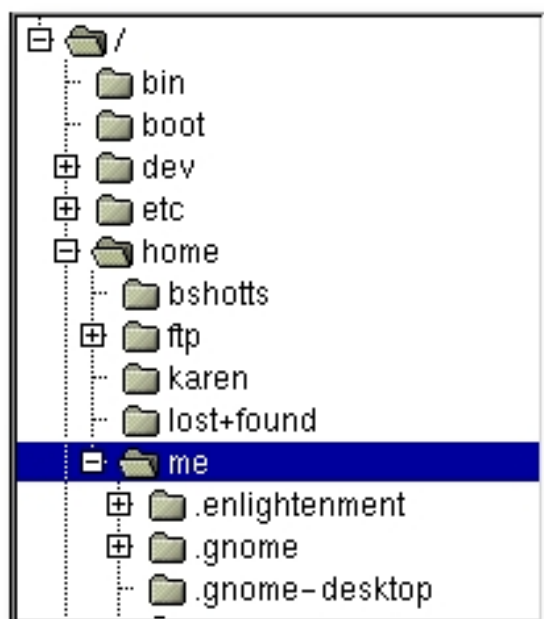 /
bin
boot
dev
etc
home
bshotts
ftp
karen
lost+found
me
.enlightenment
.gnome
.gnome-desktop